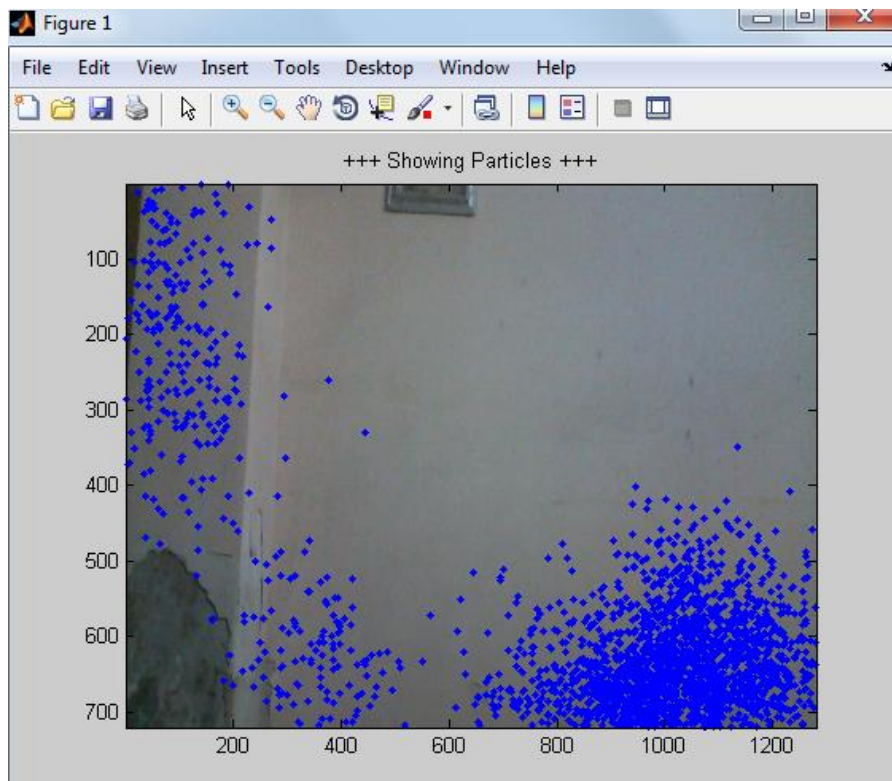 Figure 1
File Edit View Insert Tools Desktop Window Help
+++ Showing Particles +++
100
200
300
400
500
600
700
200 400 600 800 1000 1200